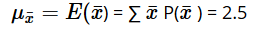 μx̄ = E(x̄) = ∑ x̄ P(x̄ ) = 2.5